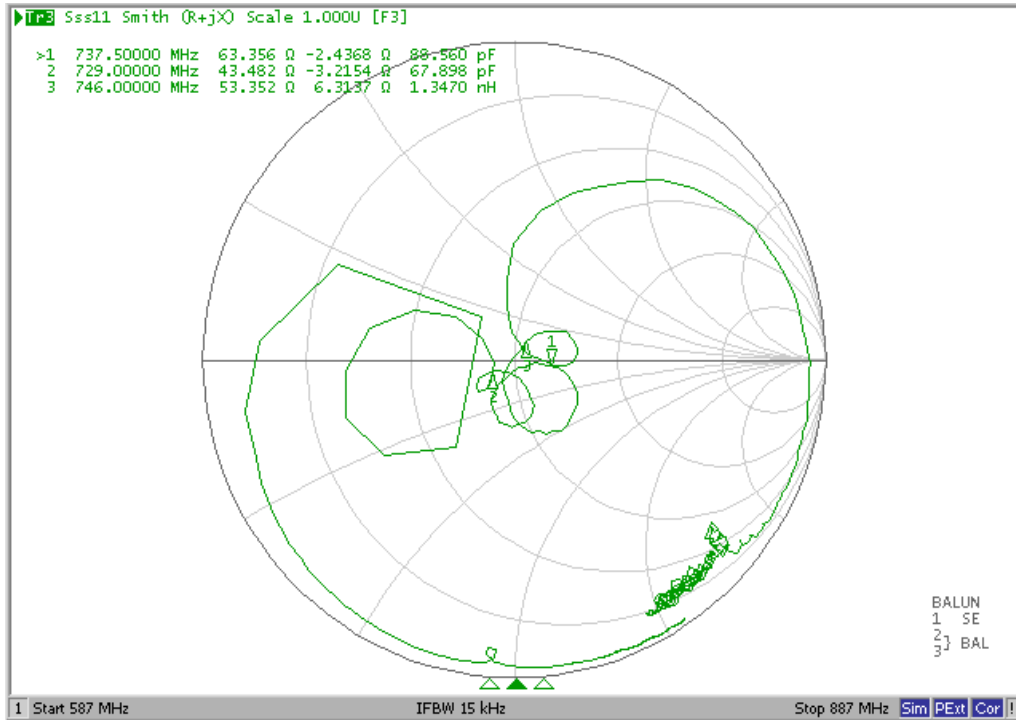 Tr3 Sss11 Smith (R+jX) Scale 1.000U [F3]
>1 737.50000 MHz 63.356 Ω -2.4368 Ω 88.560 pF
2 729.00000 MHz 43.482 Ω -3.2154 Ω 67.898 pF
3 746.00000 MHz 53.352 Ω 6.3137 Ω 1.3470 nH
1
2
BALUN
1 SE
2
3} BAL
1 Start 587 MHz IFBW 15 kHz Stop 887 MHz Sim PExt Cor !